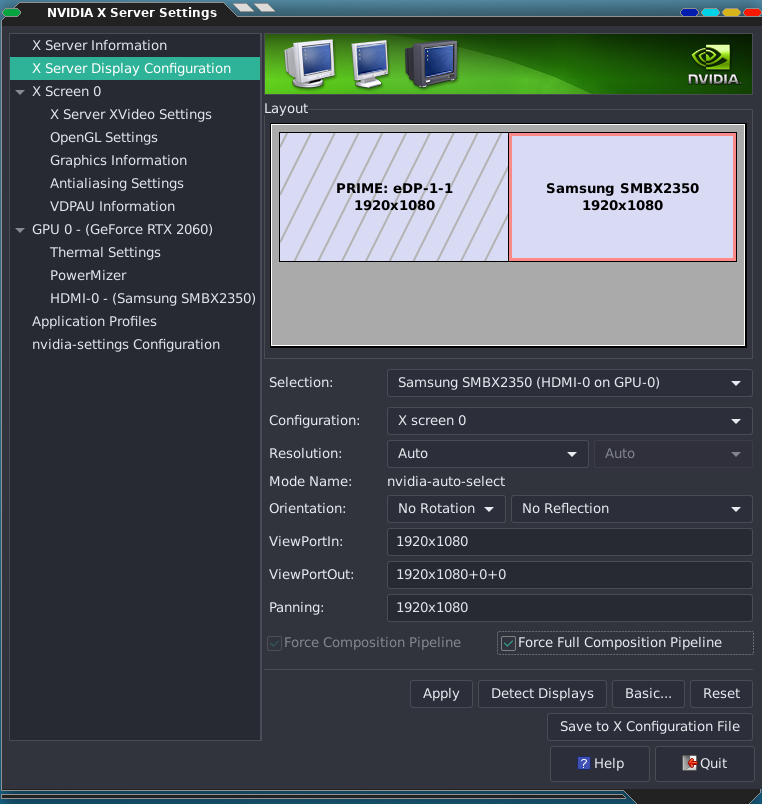 NVIDIA X Server Settings
X Server Information
X Server Display Configuration
X Screen 0
X Server XVideo Settings
OpenGL Settings
Graphics Information
Antialiasing Settings
VDPAU Information
GPU 0 - (GeForce RTX 2060)
Thermal Settings
PowerMizer
HDMI-0 - (Samsung SMBX2350)
Application Profiles
nvidia-settings Configuration
NVIDIA.
Layout
PRIME: eDP-1-1
1920x1080
Samsung SMBX2350
1920x1080
Selection: Samsung SMBX2350 (HDMI-0 on GPU-0)
Configuration: X screen 0
Resolution: Auto Auto
Mode Name: nvidia-auto-select
Orientation: No Rotation No Reflection
ViewPortIn: 1920x1080
ViewPortOut: 1920x1080+0+0
Panning: 1920x1080
Force Composition Pipeline Force Full Composition Pipeline
Apply Detect Displays Basic... Reset
Save to X Configuration File
? Help Quit